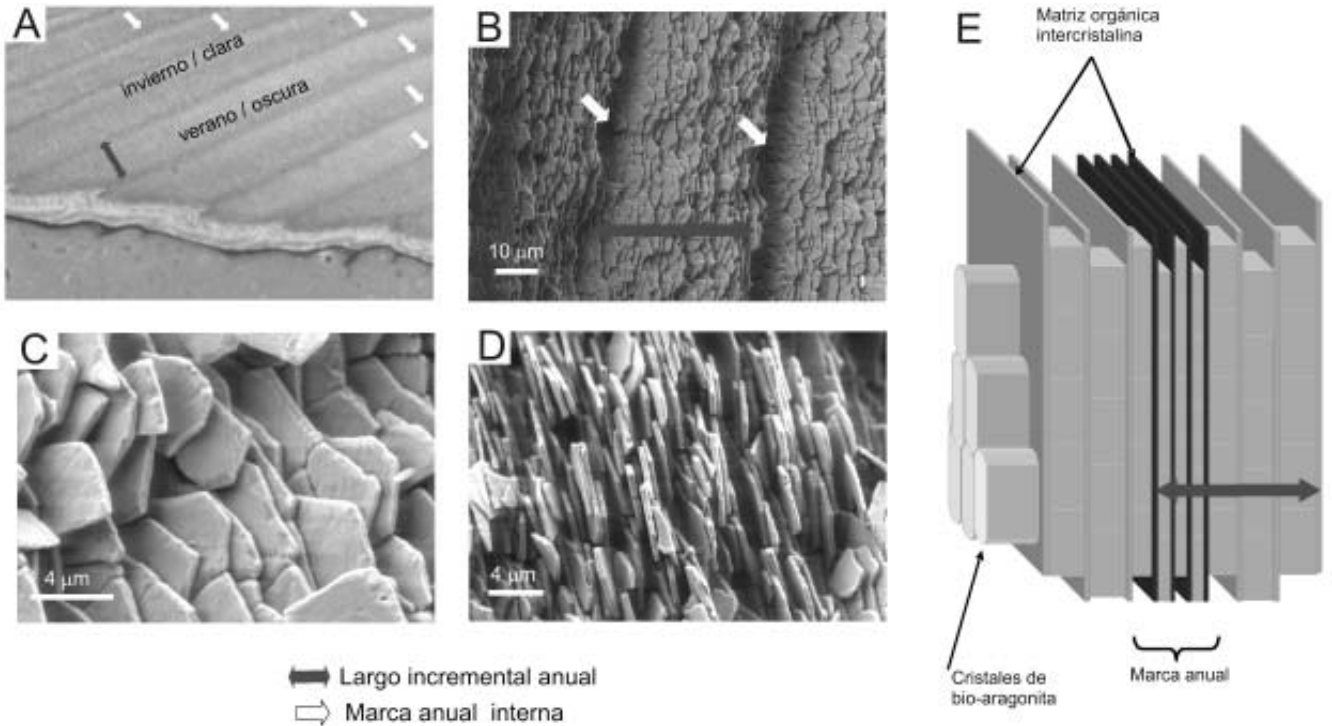 A
invierno / clara
verano / oscura
B
10 µm
C
4 µm
D
4 µm
E
Matriz orgánica
intercristalina
Cristales de
bio-aragonita
Marca anual
Largo incremental anual
Marca anual interna